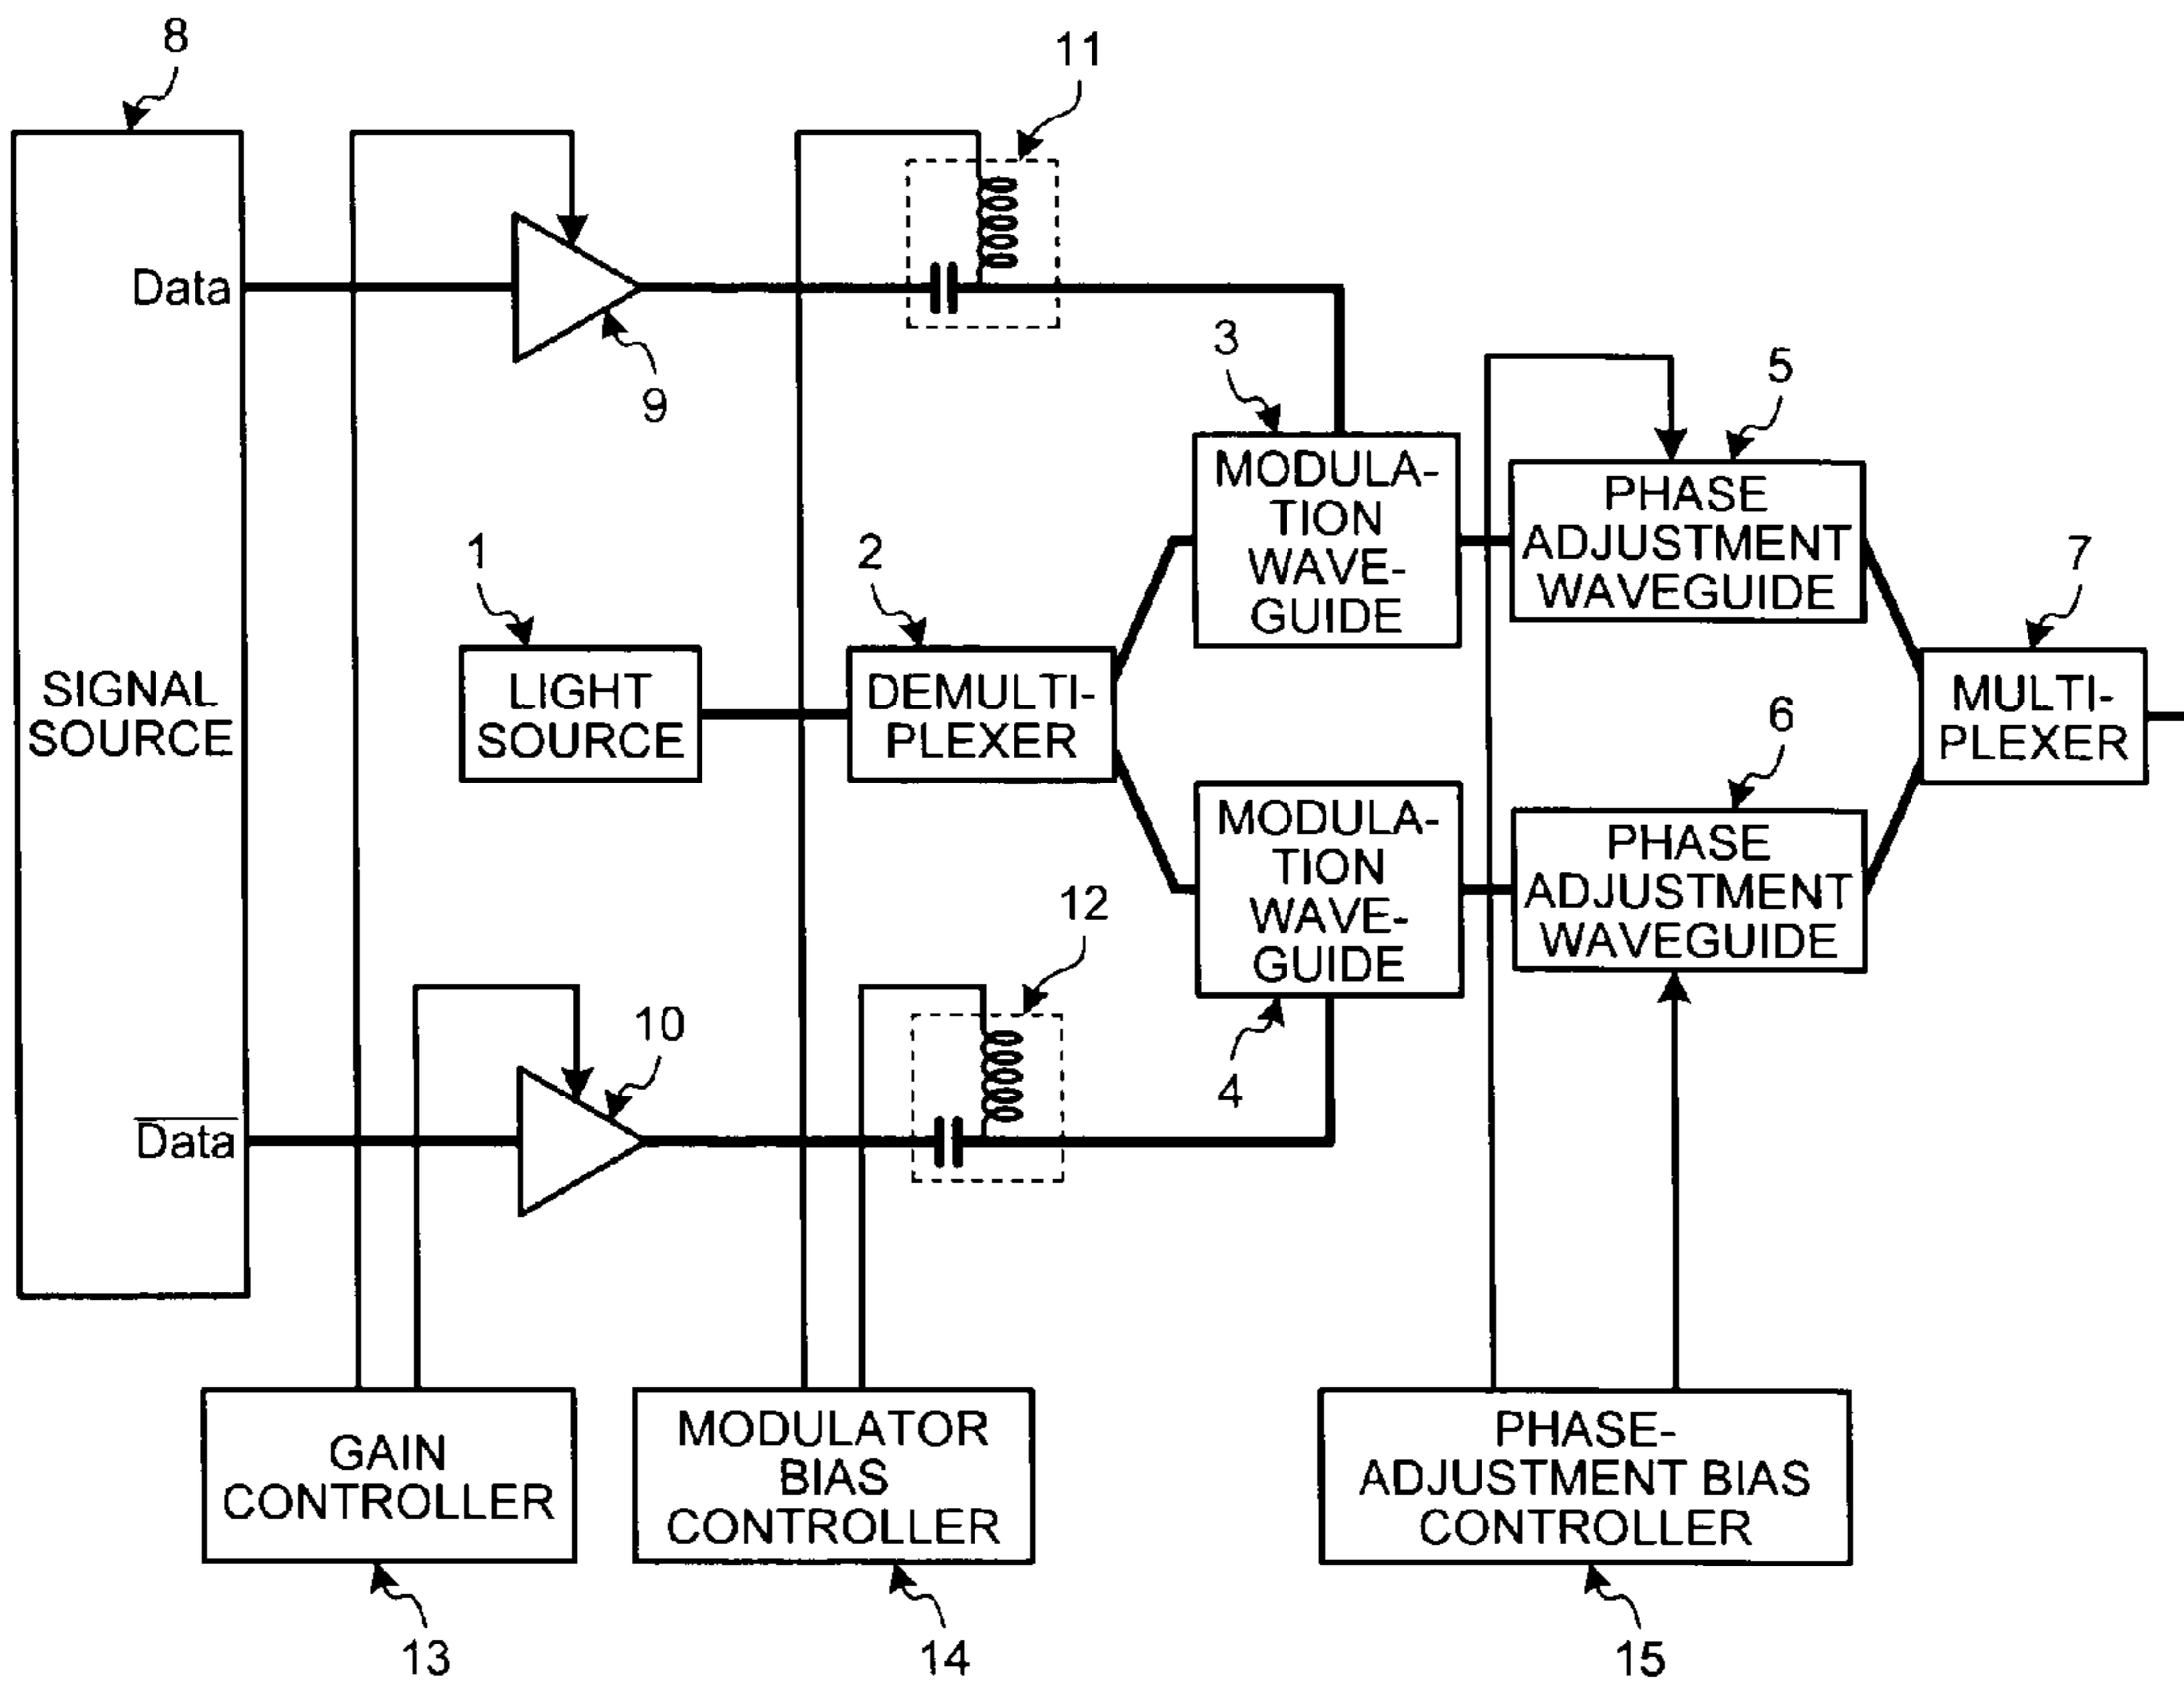 8
11
Data
9
3
5
MODULA-
TION
WAVE-
GUIDE
PHASE
ADJUSTMENT
WAVEGUIDE
1
2
7
LIGHT
SOURCE
DEMULTI-
PLEXER
SIGNAL
SOURCE
MULTI-
PLEXER
6
MODULA-
TION
WAVE-
GUIDE
PHASE
ADJUSTMENT
WAVEGUIDE
12
10
4
D̅a̅t̅a̅
GAIN
CONTROLLER
MODULATOR
BIAS
CONTROLLER
PHASE-
ADJUSTMENT BIAS
CONTROLLER
13
14
15